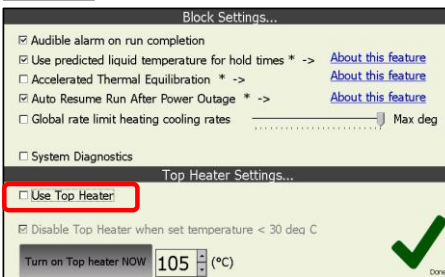 Block Settings...
Audible alarm on run completion
Use predicted liquid temperature for hold times * -> About this feature
Accelerated Thermal Equilibration * -> About this feature
Auto Resume Run After Power Outage * -> About this feature
Global rate limit heating cooling rates Max deg
System Diagnostics
Top Heater Settings...
Use Top Heater
Disable Top Heater when set temperature < 30 deg C
Turn on Top heater NOW 105 (°C)
Done